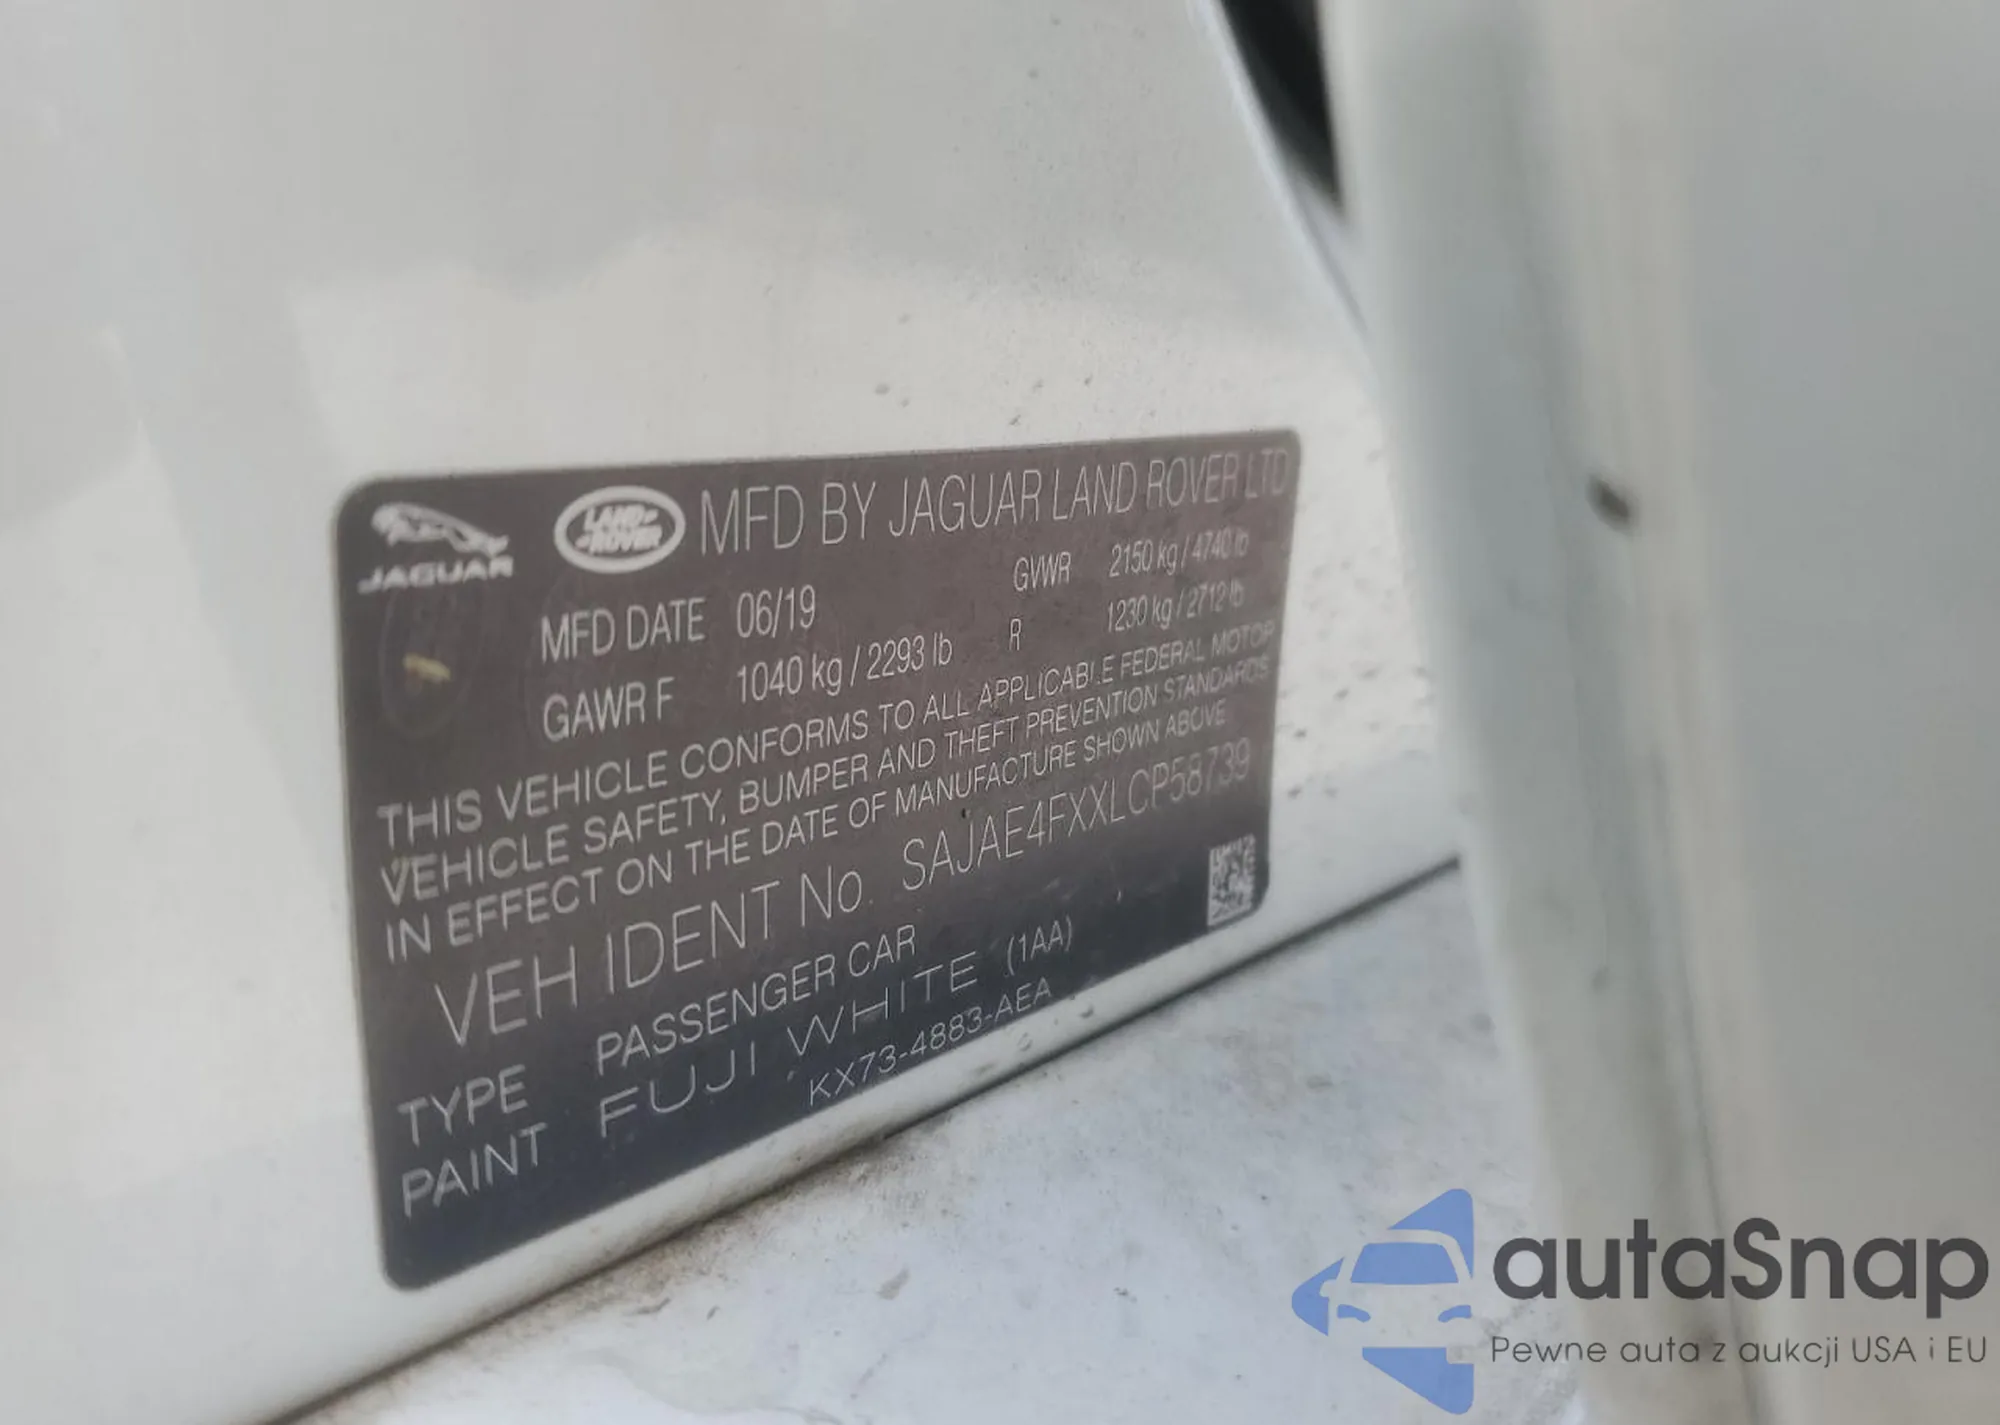 JAGUAR
LAND ROVER
MFD BY JAGUAR LAND ROVER LTD
MFD DATE 06/19 GVWR 2150 kg / 4740 lb
GAWR F 1040 kg / 2293 lb R 1230 kg / 2712 lb
THIS VEHICLE CONFORMS TO ALL APPLICABLE FEDERAL MOTOR
VEHICLE SAFETY, BUMPER AND THEFT PREVENTION STANDARDS
IN EFFECT ON THE DATE OF MANUFACTURE SHOWN ABOVE
VEH IDENT No. SAJAE4FXXLCP58739
TYPE PASSENGER CAR
PAINT FUJI WHITE (1AA)
KX73-4883-AEA
autaSnap
Pewne auta z aukcji USA i EU